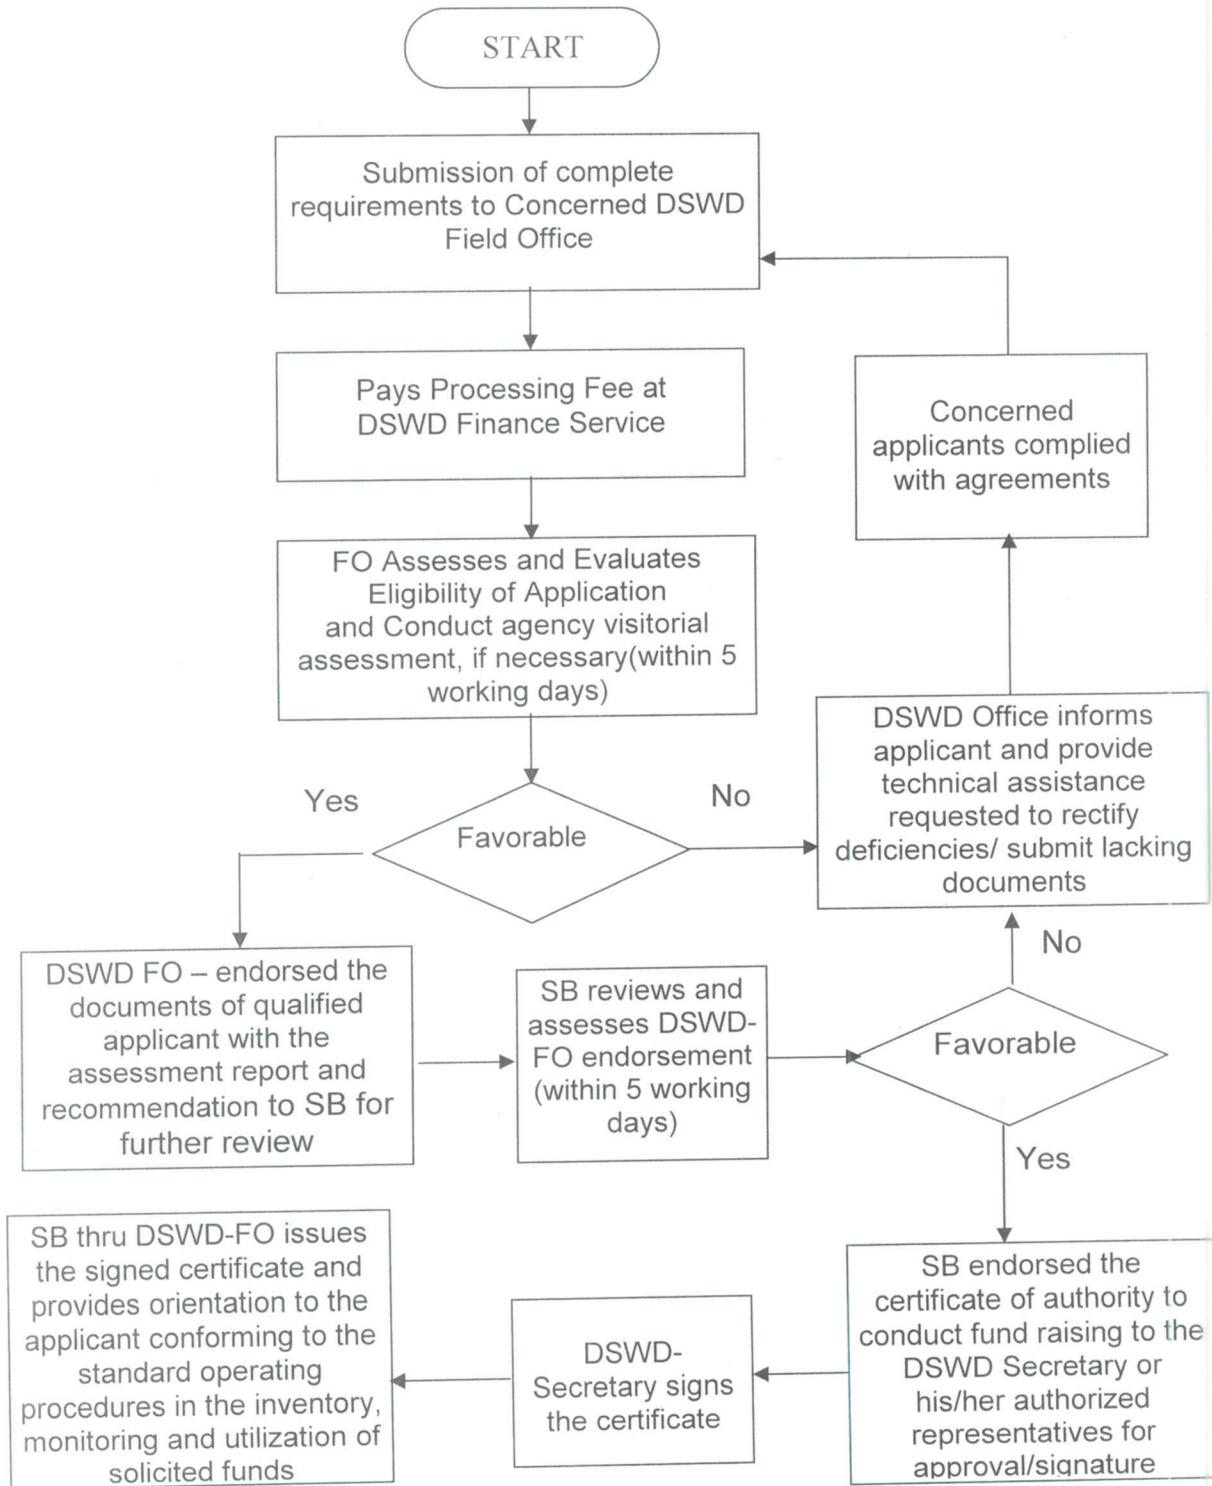 START
Submission of complete
requirements to Concerned DSWD
Field Office
Pays Processing Fee at
DSWD Finance Service
Concerned
applicants complied
with agreements
FO Assesses and Evaluates
Eligibility of Application
and Conduct agency visitorial
assessment, if necessary(within 5
working days)
DSWD Office informs
applicant and provide
technical assistance
requested to rectify
deficiencies/ submit lacking
documents
Yes
Favorable
No
DSWD FO – endorsed the
documents of qualified
applicant with the
assessment report and
recommendation to SB for
further review
SB reviews and
assesses DSWD-
FO endorsement
(within 5 working
days)
Favorable
No
Yes
SB endorsed the
certificate of authority to
conduct fund raising to the
DSWD Secretary or
his/her authorized
representatives for
approval/signature
DSWD-
Secretary signs
the certificate
SB thru DSWD-FO issues
the signed certificate and
provides orientation to the
applicant conforming to the
standard operating
procedures in the inventory,
monitoring and utilization of
solicited funds